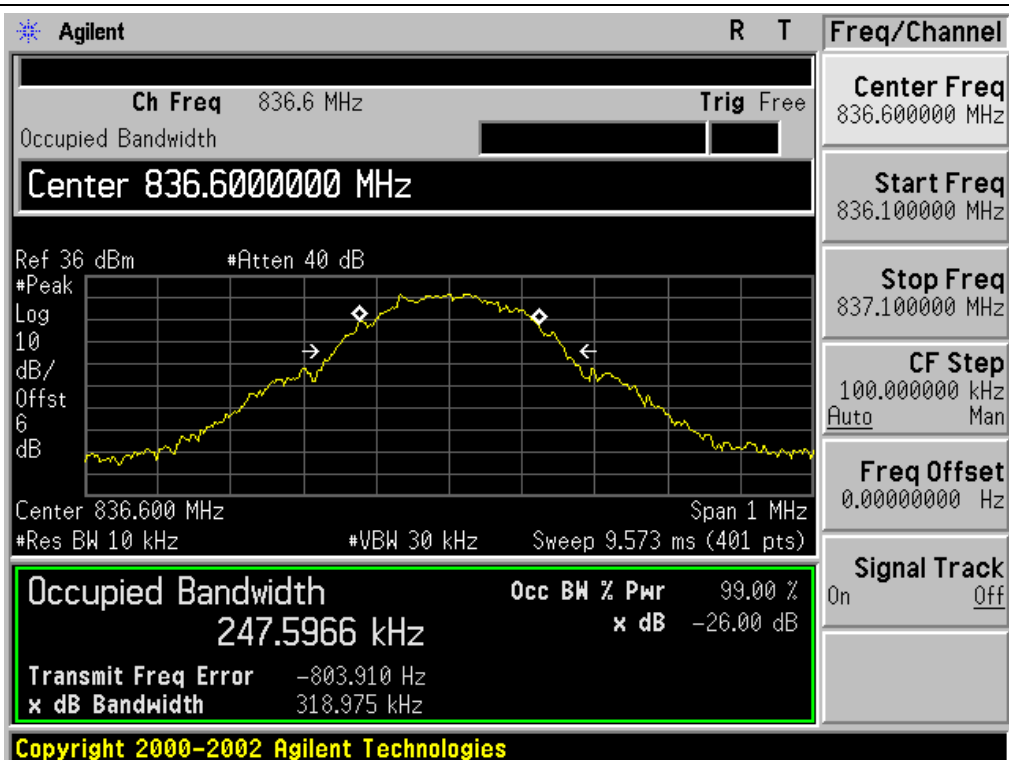 Agilent R T
Ch Freq 836.6 MHz Trig Free
Occupied Bandwidth
Center 836.6000000 MHz
Ref 36 dBm #Atten 40 dB
#Peak
Log
10
dB/
Offst
6
dB
Center 836.600 MHz Span 1 MHz
#Res BW 10 kHz #VBW 30 kHz Sweep 9.573 ms (401 pts)
Occupied Bandwidth Occ BW % Pwr 99.00 %
247.5966 kHz x dB -26.00 dB
Transmit Freq Error -803.910 Hz
x dB Bandwidth 318.975 kHz
Copyright 2000-2002 Agilent Technologies
Freq/Channel
Center Freq
836.600000 MHz
Start Freq
836.100000 MHz
Stop Freq
837.100000 MHz
CF Step
100.000000 kHz
Auto Man
Freq Offset
0.00000000 Hz
Signal Track
On Off